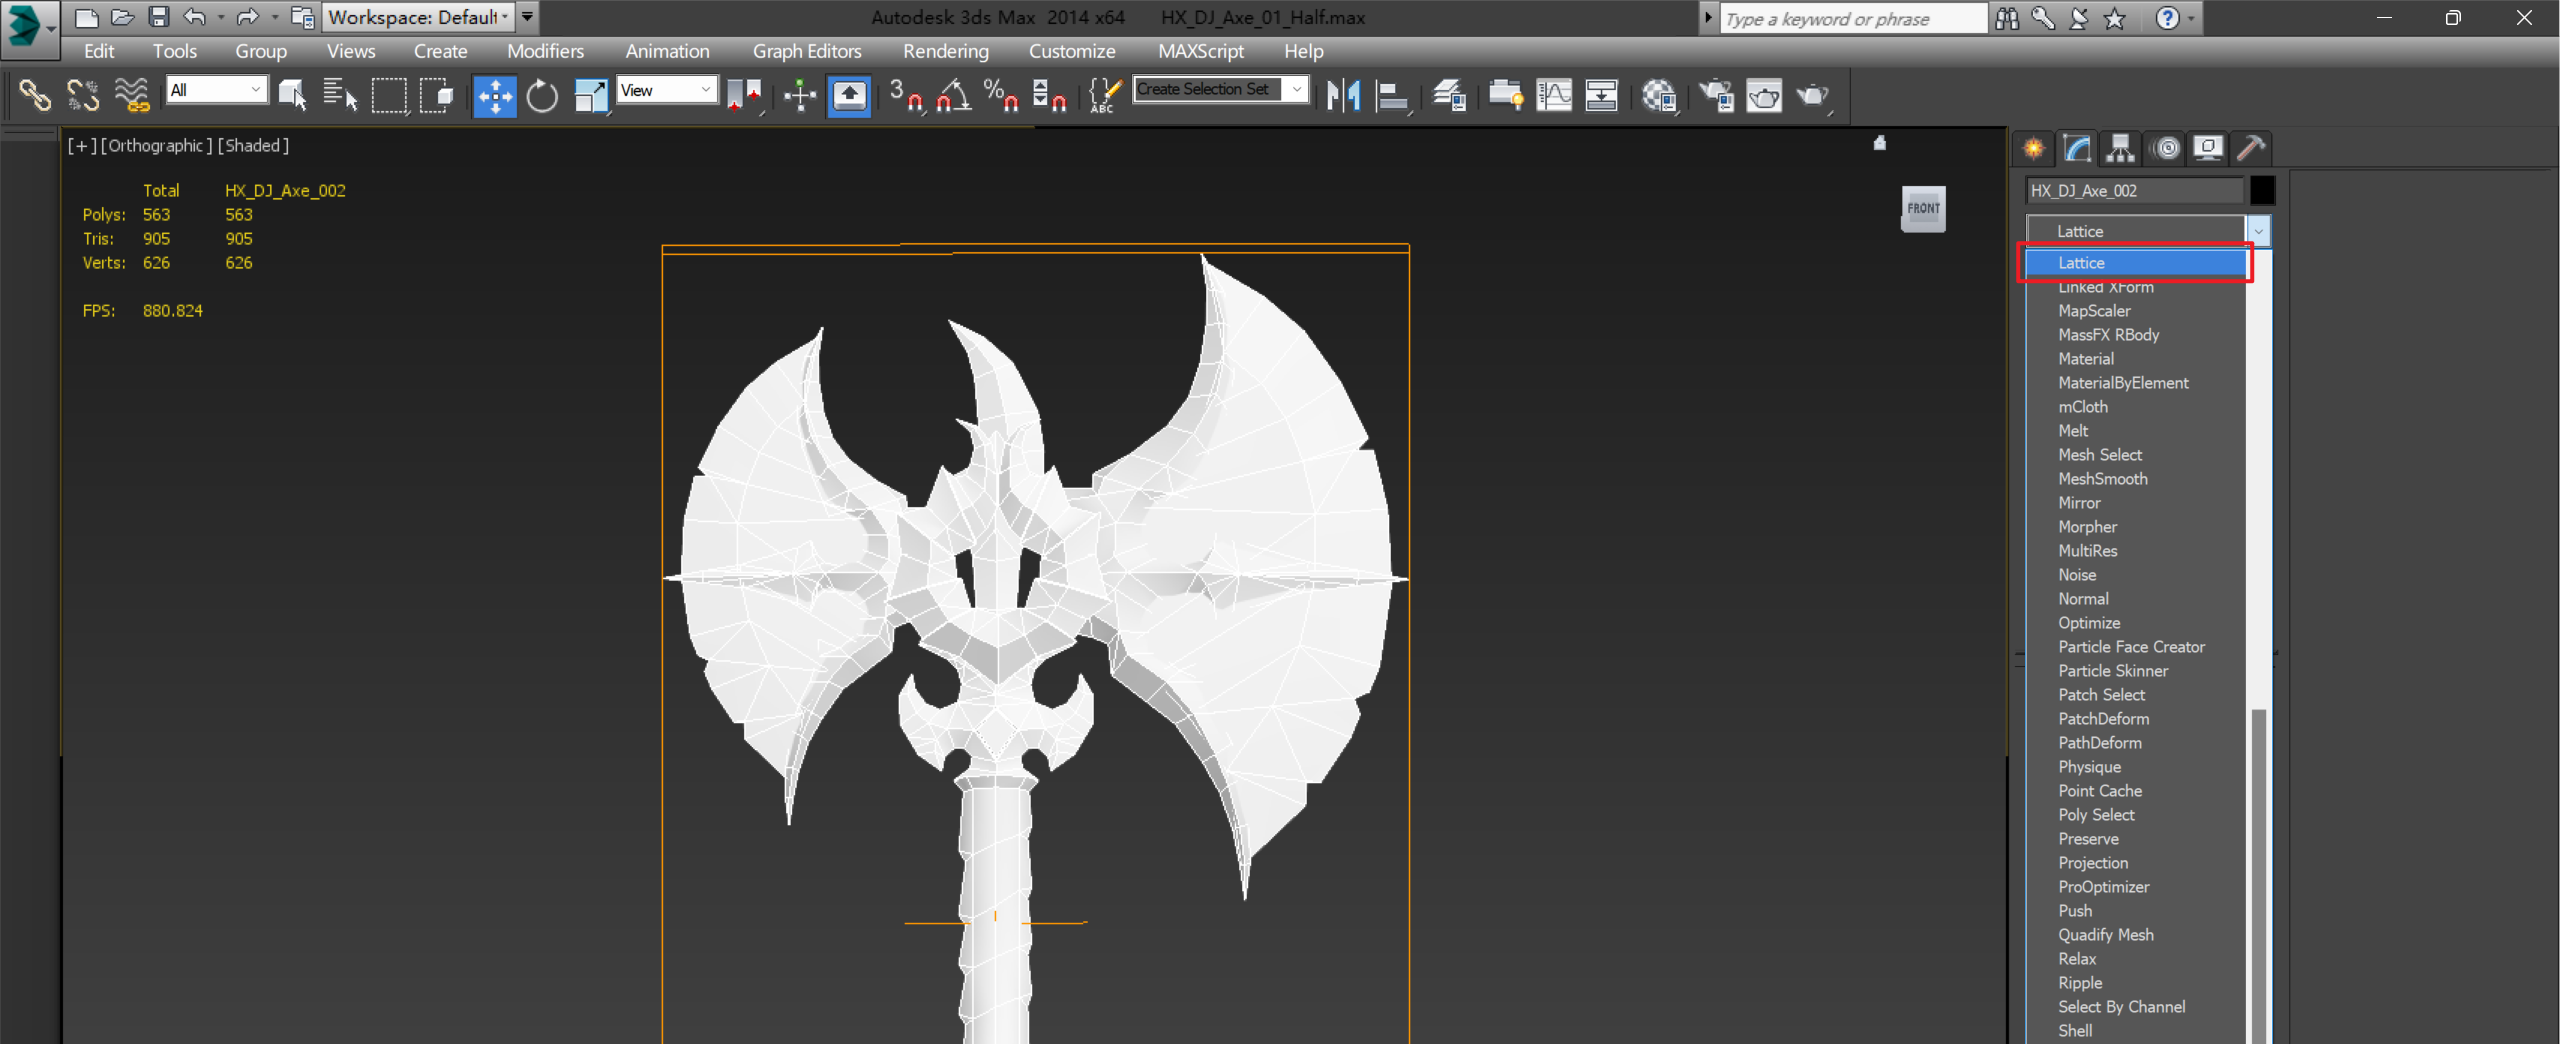 Workspace: Default
Autodesk 3ds Max 2014 x64 HX_DJ_Axe_01_Half.max
Type a keyword or phrase
Edit Tools Group Views Create Modifiers Animation Graph Editors Rendering Customize MAXScript Help
All
View
3
%
ABC
Create Selection Set
[+][Orthographic][Shaded]
Total HX_DJ_Axe_002
Polys: 563 563
Tris: 905 905
Verts: 626 626
FPS: 880.824
FRONT
HX_DJ_Axe_002
Lattice
Lattice
Linked XForm
MapScaler
MassFX RBody
Material
MaterialByElement
mCloth
Melt
Mesh Select
MeshSmooth
Mirror
Morpher
MultiRes
Noise
Normal
Optimize
Particle Face Creator
Particle Skinner
Patch Select
PatchDeform
PathDeform
Physique
Point Cache
Poly Select
Preserve
Projection
ProOptimizer
Push
Quadify Mesh
Relax
Ripple
Select By Channel
Shell